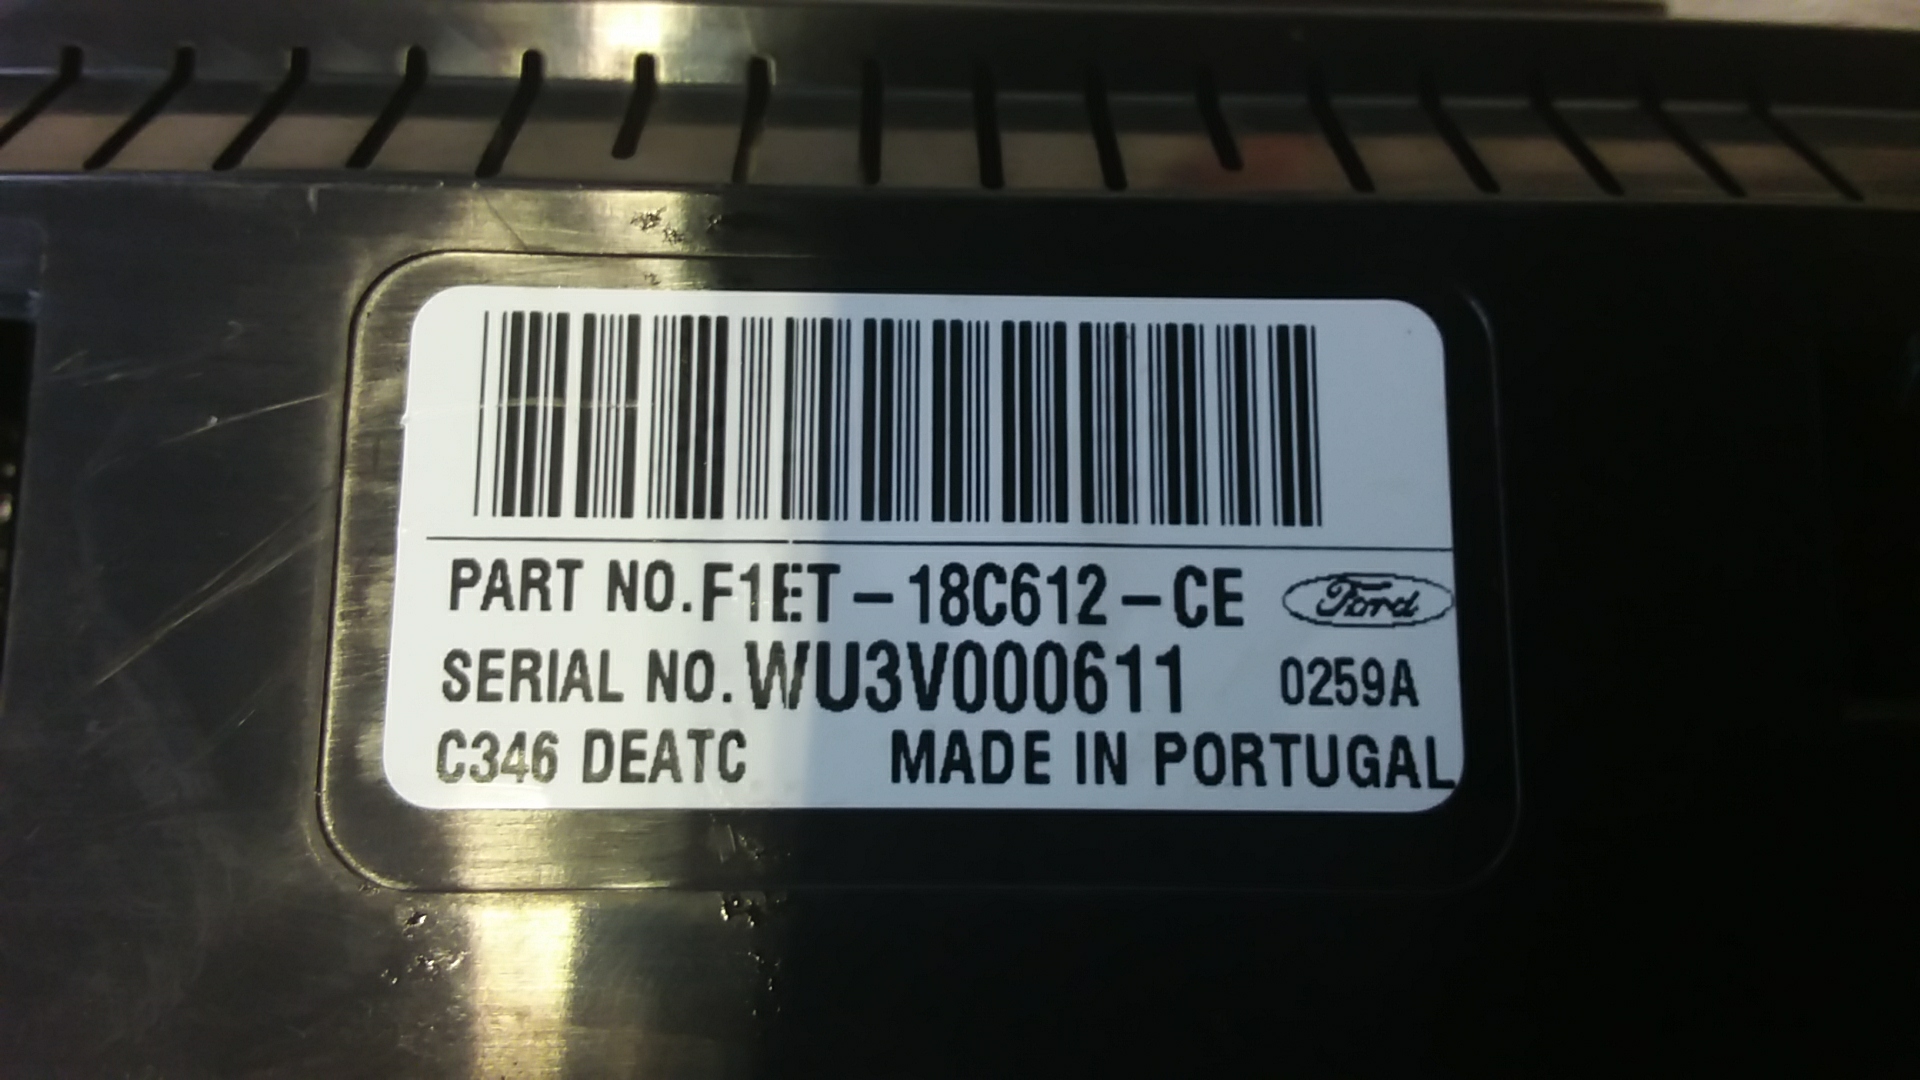 PART NO. F1ET-18C612-CE Ford
SERIAL NO. WU3V000611 0259A
C346 DEATC MADE IN PORTUGAL